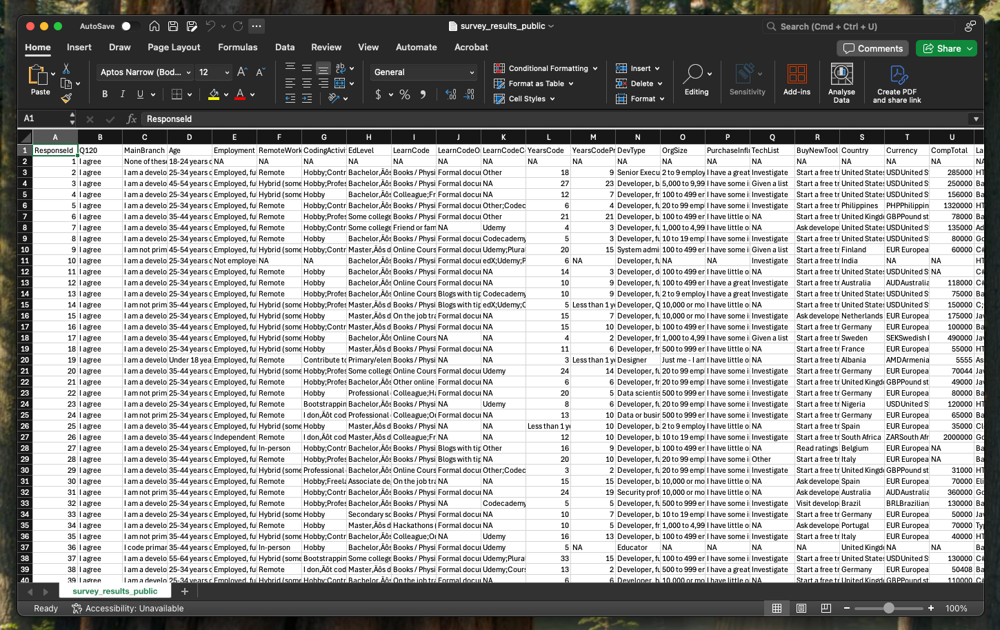 AutoSave survey_results_public Search (Cmd + Ctrl + U)
Home Insert Draw Page Layout Formulas Data Review View Automate Acrobat Comments Share
Paste Aptos Narrow (Bod... 12 A A General Conditional Formatting Insert
B I U A $ % Format as Table Delete
Cell Styles Format
Editing Sensitivity Add-ins Analyse Data Create PDF and share link
A1 fx ResponseId
A B C D E F G H I J K L M N O P Q R S T U
1 ResponseId Q120 MainBranch Age Employment RemoteWork CodingActivi EdLevel LearnCode LearnCodeO LearnCodeC YearsCode YearsCodePr DevType OrgSize PurchaseInflu TechList BuyNewTool Country Currency CompTotal La
2 1 I agree None of these 18-24 years o NA NA NA NA NA NA NA NA NA NA NA NA NA NA NA NA NA NA
3 2 I agree I am a develo 25-34 years o Employed, fu Remote Hobby;Contr Bachelor‚Äôs Books / Physi Formal docur Other 18 9 Senior Execu 2 to 9 employ I have a great Investigate Start a free tr United States USDUnited S 285000 HT
4 3 I agree I am a develo 45-54 years o Employed, fu Hybrid (some Hobby;Profes Bachelor‚Äôs Books / Physi Formal docur NA 27 23 Developer, b 5,000 to 9,99 I have some i Given a list Start a free tr United States USDUnited S 250000 Ba
5 4 I agree I am a develo 25-34 years o Employed, fu Hybrid (some Hobby Bachelor‚Äôs Colleague;Fr Formal docur NA 12 7 Developer, fr 100 to 499 er I have some i Investigate Start a free tr United States USDUnited S 156000 HT
6 5 I agree I am a develo 25-34 years o Employed, fu Remote Hobby;Contr Bachelor‚Äôs Books / Physi Formal docur Other;Codec 6 4 Developer, fu 20 to 99 empl I have some i Investigate Start a free tr Philippines PHPPhilippin 1320000 HT
7 6 I agree I am a develo 35-44 years o Employed, fu Remote Hobby;Profes Some college Books / Physi Formal docur Other 21 21 Developer, b 100 to 499 er I have little o NA Start a free tr United Kingdo GBPPound st 78000 Ba
8 7 I agree I am a develo 35-44 years o Employed, fu Remote Hobby;Contr Some college Friend or fam NA Udemy 4 3 Developer, fu 1,000 to 4,99 I have some i Investigate Ask develope United States USDUnited S 135000 Ad
9 8 I agree I am a develo 25-34 years o Employed, fu Remote Hobby Bachelor‚Äôs Books / Physi Formal docur Codecademy 5 3 Developer, b 10 to 19 empl I have some i Investigate Start a free tr United States USDUnited S 80000 Go
10 9 I agree I am not prim 45-54 years o Employed, fu Hybrid (some Hobby;Contr Master‚Äôs d Online Cours Formal docur Udemy;Plural 20 15 System admi 100 to 499 er I have some i Given a list Start a free tr Finland EUR Europea 60000 C#
11 10 I agree I am a develo 25-34 years o Not employe NA NA Bachelor‚Äôs Books / Physi Formal docur edX;Udemy;P 6 NA Developer, fu NA NA Investigate Start a free tr India NA NA HT
12 11 I agree I am a develo 25-34 years o Employed, fu Remote Hobby Bachelor‚Äôs Books / Physi Formal docur NA 14 3 Developer, d 100 to 499 er I have little o NA Start a free tr United States USDUnited S NA C#
13 12 I agree I am a develo 25-34 years o Employed, fu Remote Hobby Bachelor‚Äôs Online Cours Formal docur NA 10 9 Developer, fu 100 to 499 er I have a great Investigate Start a free tr Australia AUDAustralia 118000 C#
14 13 I agree I am a develo 25-34 years o Employed, fu Remote Hobby;Profes Bachelor‚Äôs Online Cours Blogs with tip Codecademy 10 9 Developer, fu 2 to 9 employ I have a great Investigate Start a free tr United States USDUnited S 75000 Ba
15 14 I agree I am not prim 35-44 years o Employed, fu Hybrid (some Hobby;Profes Master‚Äôs d Books / Physi Blogs with tip edX;Udemy;C 5 Less than 1 ye Developer, Q 10,000 or mo I have little o NA Start a free tr United States USDUnited S 150000 C;
16 15 I agree I am a develo 25-34 years o Employed, fu Hybrid (some Hobby Master‚Äôs d On the job tra Formal docur NA 15 7 Developer, fu 10,000 or mo I have little o Investigate Ask develope Netherlands EUR Europea 175000 Jav
17 16 I agree I am a develo 35-44 years o Employed, fu Hybrid (some Hobby;Contr Master‚Äôs d Books / Physi Formal docur NA 15 10 Developer, b 100 to 499 er I have some i Investigate Start a free tr Germany EUR Europea 100000 Ba
18 17 I agree I am a develo 35-44 years o Employed, fu Hybrid (some Hobby Bachelor‚Äôs Online Cours NA NA 4 2 Developer, fu 1,000 to 4,99 I have some i Given a list Start a free tr Sweden SEKSwedish l 490000 Jav
19 18 I agree I am a develo 25-34 years o Employed, fu Hybrid (some Hobby Master‚Äôs d Books / Physi Formal docur NA 11 6 Developer, fr 500 to 999 er I have little o NA Start a free tr France EUR Europea 55000 HT
20 19 I agree I am a develo Under 18 yea Employed, fu Remote Contribute to Primary/elem Books / Physi NA NA 3 Less than 1 ye Designer Just me - I am I have little o NA Start a free tr Albania AMDArmenia 5555 As
21 20 I agree I am a develo 35-44 years o Employed, fu Hybrid (some Hobby;Profes Some college Online Cours Formal docur Udemy 24 14 Developer, fu 20 to 99 empl I have some i Investigate Start a free tr Germany EUR Europea 70044 Jav
22 21 I agree I am a develo 25-34 years o Employed, fu Remote Hobby Bachelor‚Äôs Other online Formal docur NA 6 6 Developer, fr 20 to 99 empl I have some i Investigate Start a free tr United Kingdo GBPPound st 49000 Jav
23 22 I agree I am not prim 25-34 years o Employed, fu Remote Hobby Professional Colleague;Ha Formal docur NA 20 5 Data scientis 500 to 999 er I have some i Investigate Start a free tr Germany EUR Europea 80000 Ba
24 23 I agree I am a develo 25-34 years o Employed, fu Remote Bootstrappin Bachelor‚Äôs Books / Physi NA Udemy 8 6 Developer, fu 20 to 99 empl I have some i Investigate Start a free tr Nigeria USDUnited S 120000 HT
25 24 I agree I am not prim 25-34 years o Employed, fu Remote I don‚Äôt cod Professional Colleague;On Formal docur NA 13 10 Data or busir 500 to 999 er I have some i Investigate Start a free tr Germany EUR Europea 65000 Ba
26 25 I agree I am a develo 35-44 years o Employed, fu Hybrid (some Hobby Master‚Äôs d Books / Physi NA NA Less than 1 ye 10 Developer, b 2 to 9 employ I have little o NA Start a free tr Spain EUR Europea 35000 Cl
27 26 I agree I am a develo 35-44 years o Independent Remote I don‚Äôt cod Master‚Äôs d Colleague;Fr NA NA 12 10 Developer, b 10 to 19 empl I have some i Investigate Start a free tr South Africa ZARSouth Afr 2000000 Go
28 27 I agree I am a develo 25-34 years o Employed, fu In-person Hobby;Contr Bachelor‚Äôs Books / Physi Blogs with tip Other 16 9 Developer, b 100 to 499 er I have little o NA Read ratings Belgium EUR Europea NA Ba
29 28 I agree I am a develo 35-44 years o Employed, fu Remote Hobby;Profes Bachelor‚Äôs Books / Physi Blogs with tip NA 20 10 Developer, fu 20 to 99 empl I have some i Other Start a free tr Italy EUR Europea NA Ba
30 29 I agree I am a develo 35-44 years o Employed, fu Hybrid (some Professional Bachelor‚Äôs Online Cours Formal docur Other;Codec 3 2 Developer, fu 20 to 99 empl I have some i Investigate Start a free tr United Kingdo GBPPound st 31000 HT
31 30 I agree I am a develo 35-44 years o Employed, fu Remote Hobby;Freela Associate de On the job tra NA NA 15 15 Developer, b 10,000 or mo I have little o NA Ask develope Spain EUR Europea 70000 Eli
32 31 I agree I am not prim 35-44 years o Employed, fu Remote Hobby;Contr Bachelor‚Äôs Books / Physi Formal docur NA 24 19 Security prof 10,000 or mo I have little o NA Ask develope Australia AUDAustralia 360000 Go
33 32 I agree I am a develo 25-34 years o Employed, fu Remote Hobby;Profes Bachelor‚Äôs Books / Physi NA Codecademy 5 5 Developer, fu 500 to 999 er I have some i Investigate Visit develop Brazil BRLBrazilian 130000 Ba
34 33 I agree I am a develo 25-34 years o Employed, fu Hybrid (some Hobby Secondary sc Books / Physi Formal docur NA 10 7 Developer, b 10 to 19 empl I have some i Investigate Start a free tr Germany EUR Europea 50000 Jav
35 34 I agree I am a develo 25-34 years o Employed, fu Remote Hobby Master‚Äôs d Hackathons ( Formal docur NA 10 5 Developer, fr 1,000 to 4,99 I have little o NA Ask develope Portugal EUR Europea 70000 Ty
36 35 I agree I am not prim 35-44 years o Employed, fu Hybrid (some Hobby;Contr Bachelor‚Äôs Colleague;On NA Udemy 16 13 Developer, b 100 to 499 er I have some i Investigate Start a free tr Italy EUR Europea 40000 HT
37 36 I agree I code primar 35-44 years o Employed, fu In-person Hobby Bachelor‚Äôs Books / Physi Formal docur Udemy 5 NA Educator NA NA NA NA United Kingdo NA NA Ba
38 37 I agree I am a develo 55-64 years o Employed, fu Hybrid (some Bootstrappin Some college Books / Physi Formal docur Udemy;Plural 33 15 Developer, fu 100 to 499 er I have some i Investigate Start a free tr United States USDUnited S 130000 C#
39 38 I agree I am a develo 25-34 years o Employed, fu Remote I don‚Äôt cod Master‚Äôs d Books / Physi Formal docur Udemy;Cours 13 2 Developer, fu 500 to 999 er I have a great Investigate Start a free tr Germany EUR Europea 50408 Ba
40 39 I agree I am a develo 25-34 years o Employed, fu Hybrid (some Hobby;Contr Master‚Äôs d On the job tra Formal docur NA 6 6 Developer, b 10,000 or mo I have little o NA Start a free tr United Kingdo GBPPound st 110000 C#
survey_results_public +
Ready Accessibility: Unavailable − + 100%